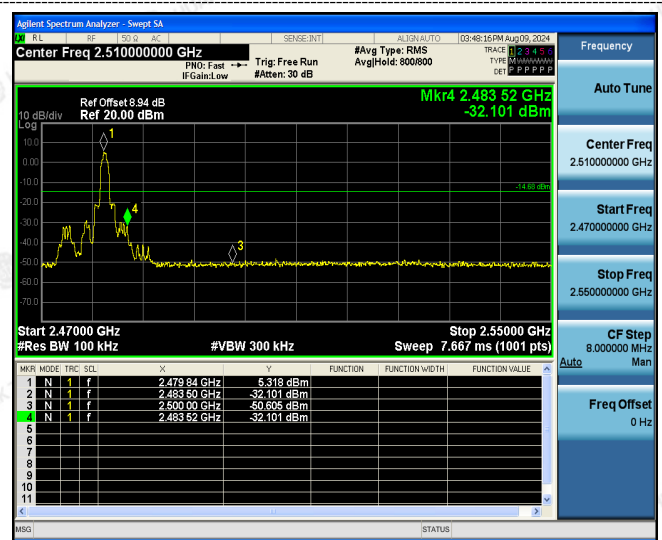 Agilent Spectrum Analyzer - Swept SA
LXI RL RF 50 Ω AC SENSE:INT ALIGN AUTO 03:48:16 PM Aug 09, 2024
Center Freq 2.510000000 GHz
PNO: Fast
IFGain:Low
Trig: Free Run
#Atten: 30 dB
#Avg Type: RMS
Avg|Hold: 800/800
TRACE 1 2 3 4 5 6
TYPE M
DET P P P P P P
Frequency
Auto Tune
Center Freq
2.510000000 GHz
Start Freq
2.470000000 GHz
Stop Freq
2.550000000 GHz
CF Step
8.000000 MHz
Auto Man
Freq Offset
0 Hz
Mkr4 2.483 52 GHz
-32.101 dBm
Ref Offset 8.94 dB
10 dB/div Ref 20.00 dBm
Log
1
10.0
0.00
-10.0
-14.68 dBm
-20.0
4
-30.0
3
-40.0
-50.0
-60.0
-70.0
Start 2.47000 GHz Stop 2.55000 GHz
#Res BW 100 kHz #VBW 300 kHz Sweep 7.667 ms (1001 pts)
MKR MODE TRC SCL X Y FUNCTION FUNCTION WIDTH FUNCTION VALUE
1 N 1 f 2.479 84 GHz 5.318 dBm
2 N 1 f 2.483 50 GHz -32.101 dBm
3 N 1 f 2.500 00 GHz -50.605 dBm
4 N 1 f 2.483 52 GHz -32.101 dBm
5
6
7
8
9
10
11
MSG STATUS